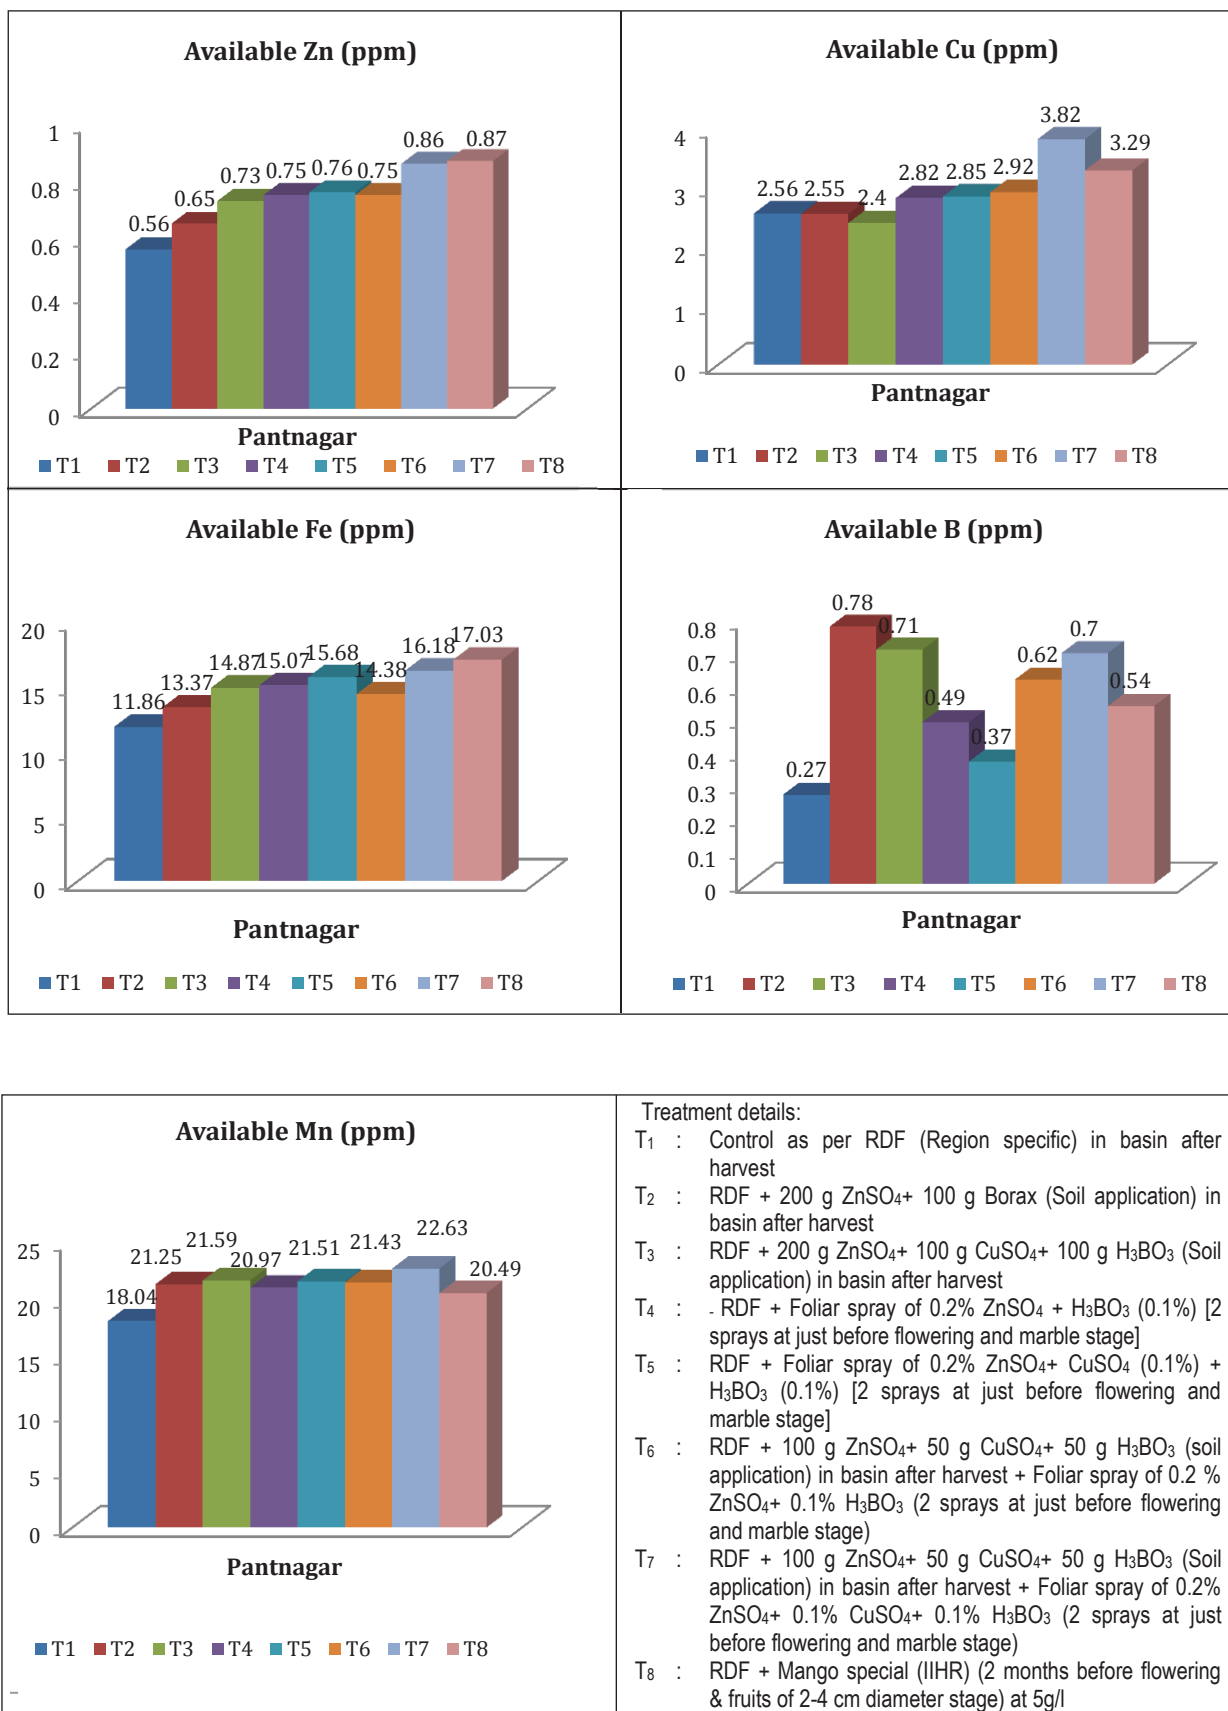 Available Zn (ppm)
1
0.8
0.6
0.4
0.2
0
0.56
0.65
0.73
0.75
0.76
0.75
0.86
0.87
Pantnagar
T1 T2 T3 T4 T5 T6 T7 T8
Available Cu (ppm)
4
3
2
1
0
2.56
2.55
2.4
2.82
2.85
2.92
3.82
3.29
Pantnagar
T1 T2 T3 T4 T5 T6 T7 T8
Available Fe (ppm)
20
15
10
5
0
11.86
13.37
14.87
15.07
15.68
14.38
16.18
17.03
Pantnagar
T1 T2 T3 T4 T5 T6 T7 T8
Available B (ppm)
0.8
0.7
0.6
0.5
0.4
0.3
0.2
0.1
0
0.27
0.78
0.71
0.49
0.37
0.62
0.7
0.54
Pantnagar
T1 T2 T3 T4 T5 T6 T7 T8
Available Mn (ppm)
25
20
15
10
5
0
18.04
21.25
21.59
20.97
21.51
21.43
22.63
20.49
Pantnagar
T1 T2 T3 T4 T5 T6 T7 T8
Treatment details:
T₁ : Control as per RDF (Region specific) in basin after
harvest
T₂ : RDF + 200 g ZnSO₄+ 100 g Borax (Soil application) in
basin after harvest
T₃ : RDF + 200 g ZnSO₄+ 100 g CuSO₄+ 100 g H₃BO₃ (Soil
application) in basin after harvest
T₄ : - RDF + Foliar spray of 0.2% ZnSO₄ + H₃BO₃ (0.1%) [2
sprays at just before flowering and marble stage]
T₅ : RDF + Foliar spray of 0.2% ZnSO₄+ CuSO₄ (0.1%) +
H₃BO₃ (0.1%) [2 sprays at just before flowering and
marble stage]
T₆ : RDF + 100 g ZnSO₄+ 50 g CuSO₄+ 50 g H₃BO₃ (soil
application) in basin after harvest + Foliar spray of 0.2 %
ZnSO₄+ 0.1% H₃BO₃ (2 sprays at just before flowering
and marble stage)
T₇ : RDF + 100 g ZnSO₄+ 50 g CuSO₄+ 50 g H₃BO₃ (Soil
application) in basin after harvest + Foliar spray of 0.2%
ZnSO₄+ 0.1% CuSO₄+ 0.1% H₃BO₃ (2 sprays at just
before flowering and marble stage)
T₈ : RDF + Mango special (IIHR) (2 months before flowering
& fruits of 2-4 cm diameter stage) at 5g/l